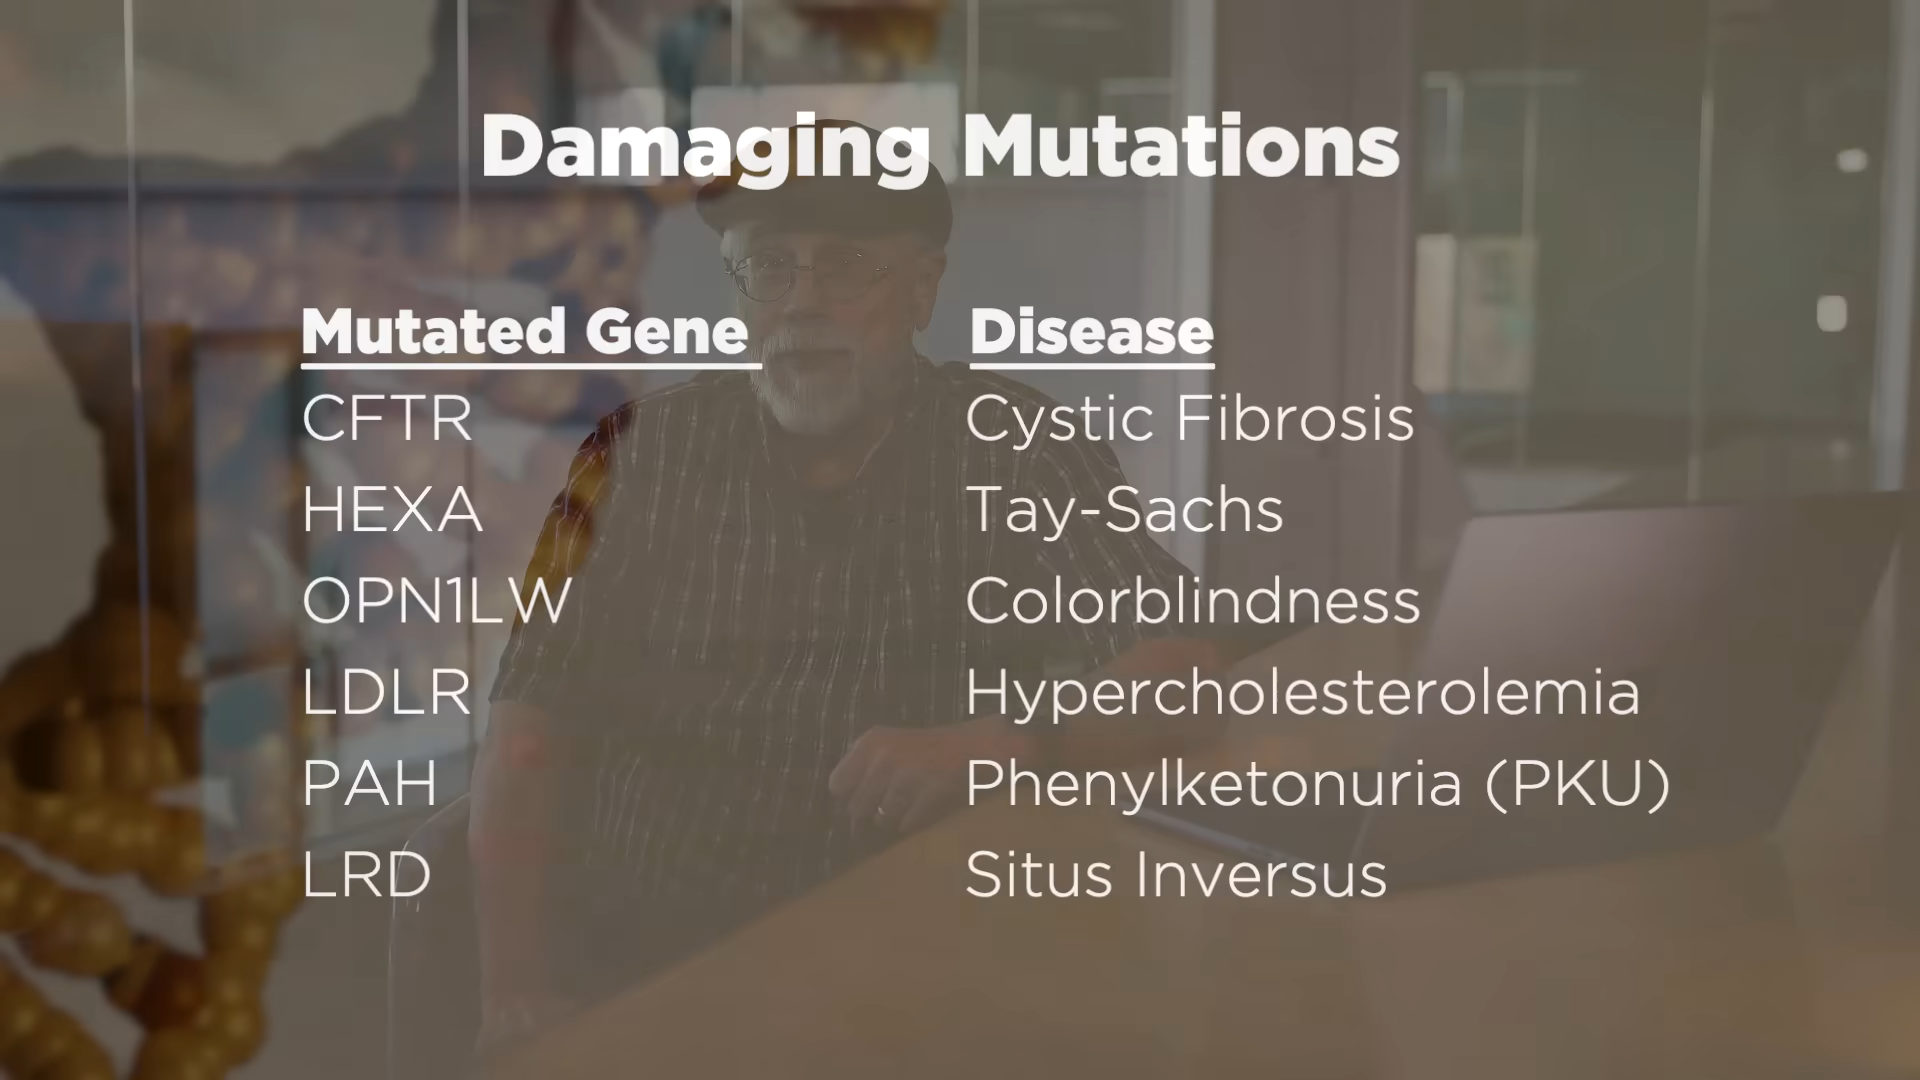 Damaging Mutations
Mutated Gene Disease
CFTR Cystic Fibrosis
HEXA Tay-Sachs
OPN1LW Colorblindness
LDLR Hypercholesterolemia
PAH Phenylketonuria (PKU)
LRD Situs Inversus